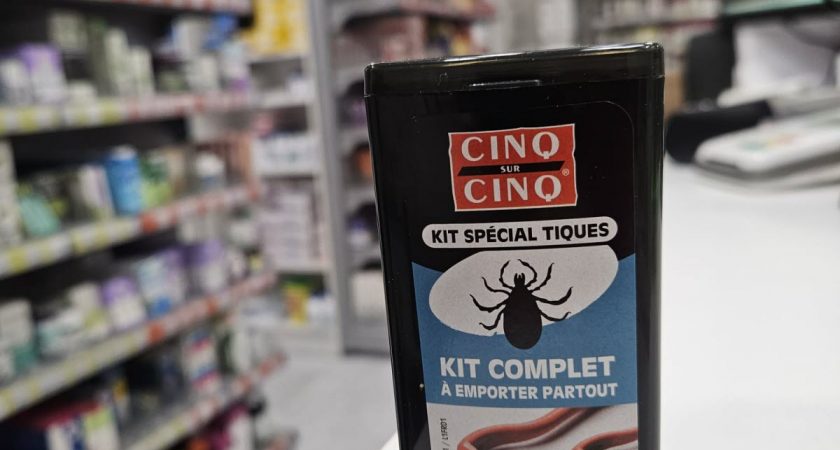 CINQ
SUR
CINQ®
KIT SPÉCIAL TIQUES
KIT COMPLET
À EMPORTER PARTOUT